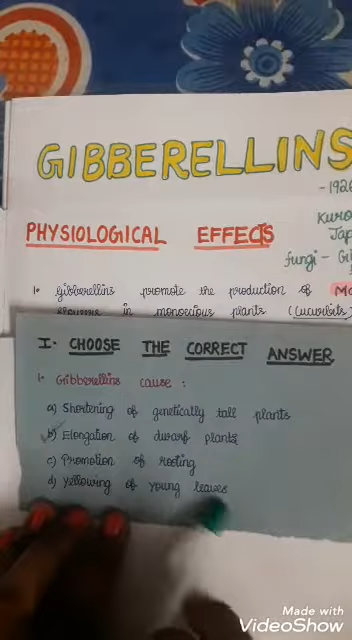 GIBBERELLINS
- 1926
PHYSIOLOGICAL EFFECTS
Kuro
Jap
fungi - Gi
1. Gibberellins promote the production of Ma
in monoecious plants (cucurbits)
I. CHOOSE THE CORRECT ANSWER
1. Gibberellins cause :
a) Shortening of genetically tall plants
b) Elongation of dwarf plants
c) Promotion of rooting
d) Yellowing of young leaves
Made with
VideoShow